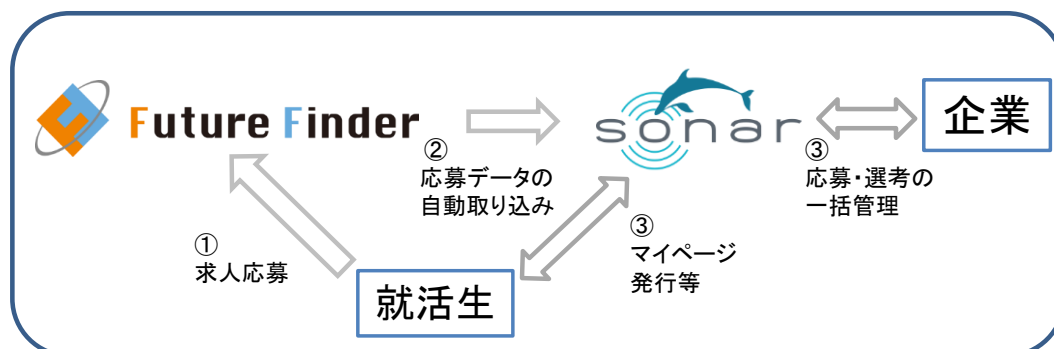 Future Finder
sonar
企業
②
応募データの
自動取り込み
③
応募・選考の
一括管理
①
求人応募
③
マイページ
発行等
就活生